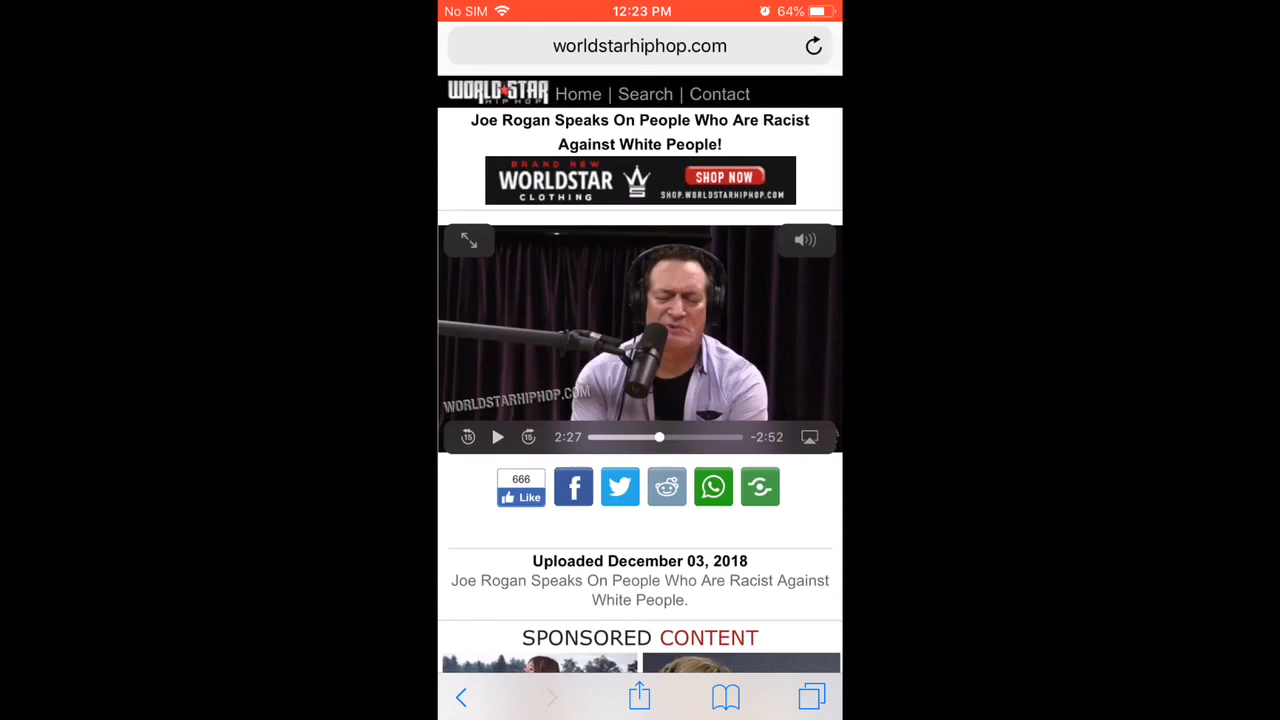 No SIM 12:23 PM 64%
worldstarhiphop.com
WORLD STAR HIP HOP Home | Search | Contact
Joe Rogan Speaks On People Who Are Racist
Against White People!
BRAND NEW
WORLDSTAR
CLOTHING
SHOP NOW
SHOP.WORLDSTARHIPHOP.COM
WORLDSTARHIPHOP.COM
15 15 2:27 -2:52
666
Like
Uploaded December 03, 2018
Joe Rogan Speaks On People Who Are Racist Against
White People.
SPONSORED CONTENT